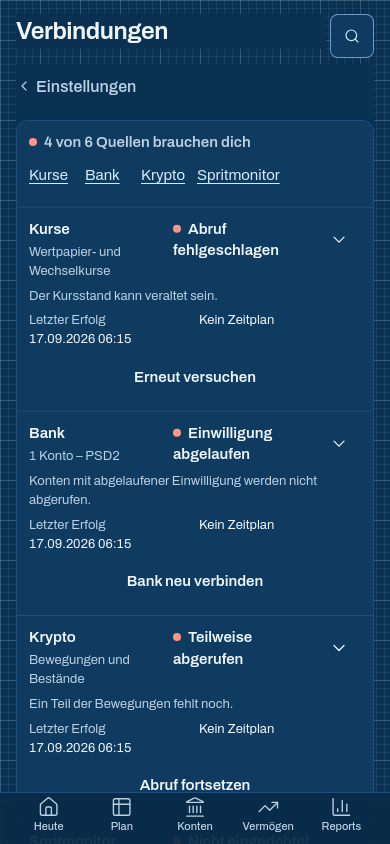 Verbindungen
Einstellungen
4 von 6 Quellen brauchen dich
Kurse Bank Krypto Spritmonitor
Kurse
Wertpapier- und
Wechselkurse
Abruf
fehlgeschlagen
Der Kursstand kann veraltet sein.
Letzter Erfolg
17.09.2026 06:15
Kein Zeitplan
Erneut versuchen
Bank
1 Konto – PSD2
Einwilligung
abgelaufen
Konten mit abgelaufener Einwilligung werden nicht
abgerufen.
Letzter Erfolg
17.09.2026 06:15
Kein Zeitplan
Bank neu verbinden
Krypto
Bewegungen und
Bestände
Teilweise
abgerufen
Ein Teil der Bewegungen fehlt noch.
Letzter Erfolg
17.09.2026 06:15
Kein Zeitplan
Abruf fortsetzen
Heute Plan Konten Vermögen Reports
Spritmonitor Nicht eingerichtet